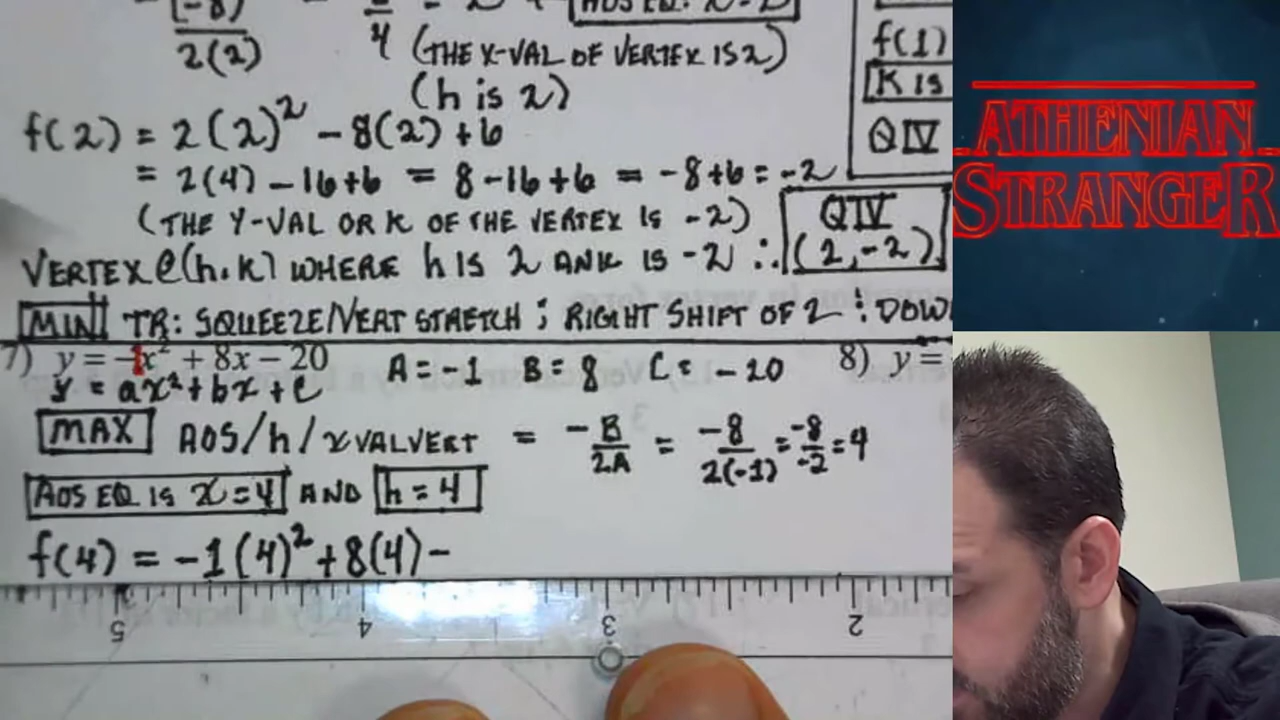 (-8)
2(2)
4 (THE X-VAL OF VERTEX IS 2)
(h is 2)
f(2) = 2(2)² - 8(2) + 6
= 2(4) - 16+6 = 8-16+6 = -8+6 = -2
(THE Y-VAL OR K OF THE VERTEX IS -2)
QIV
(2,-2)
VERTEX @(h,k) WHERE h IS 2 AN K IS -2 ∴
MIN TR: SQUEEZE/VERT STRETCH ; RIGHT SHIFT OF 2 ; DOWN
f(1)
K IS
QIV
7) y = -1x² + 8x – 20 A = -1 B = 8 C = -20 8) y =
y = ax²+bx+c
MAX AOS/h/x VAL VERT = -B/2A = -8/2(-1) = -8/-2 = 4
AOS EQ IS x=4 AND h=4
f(4) = -1(4)²+8(4)-
5 4 3 2
ATHENIAN
STRANGER